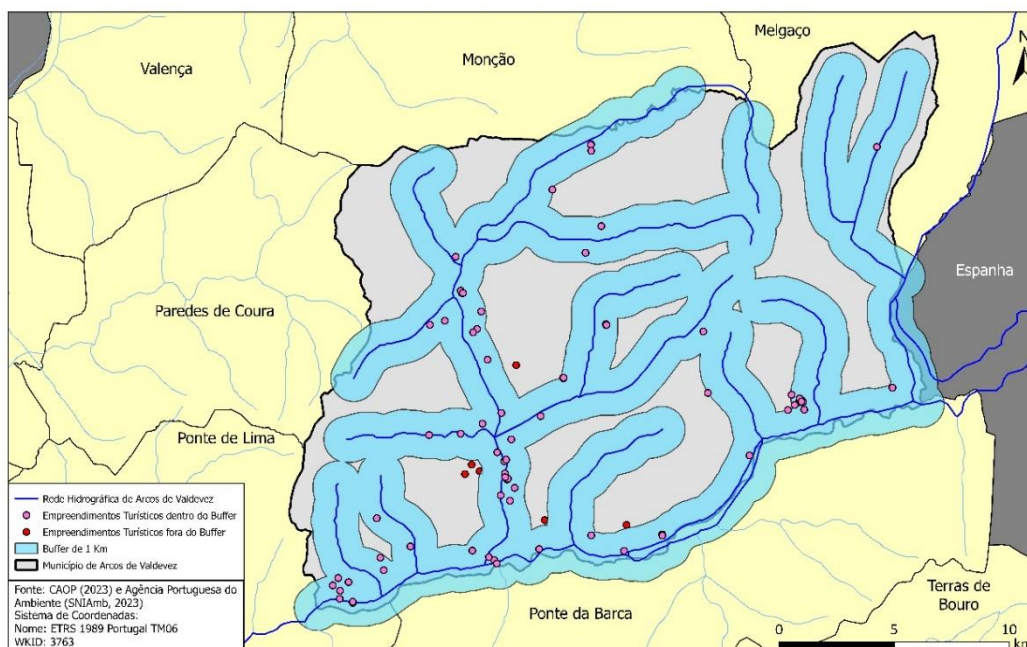 Melgaço
Monção
Valença
N
Espanha
Paredes de Coura
Ponte de Lima
Rede Hidrográfica de Arcos de Valdevez
Empreendimentos Turísticos dentro do Buffer
Empreendimentos Turísticos fora do Buffer
Buffer de 1 Km
Município de Arcos de Valdevez
Fonte: CAOP (2023) e Agência Portuguesa do
Ambiente (SNIAmb, 2023)
Sistema de Coordenadas:
Nome: ETRS 1989 Portugal TM06
WKID: 3763
Ponte da Barca
Terras de
Bouro
0 5 10
km